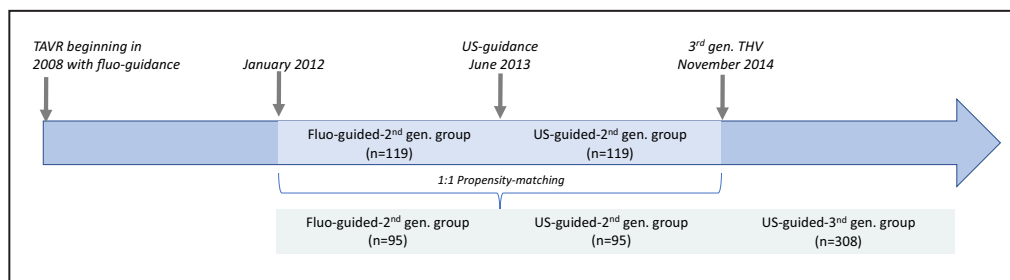 TAVR beginning in
2008 with fluo-guidance
January 2012
US-guidance
June 2013
3rd gen. THV
November 2014
Fluo-guided-2nd gen. group
(n=119)
US-guided-2nd gen. group
(n=119)
1:1 Propensity-matching
Fluo-guided-2nd gen. group
(n=95)
US-guided-2nd gen. group
(n=95)
US-guided-3nd gen. group
(n=308)